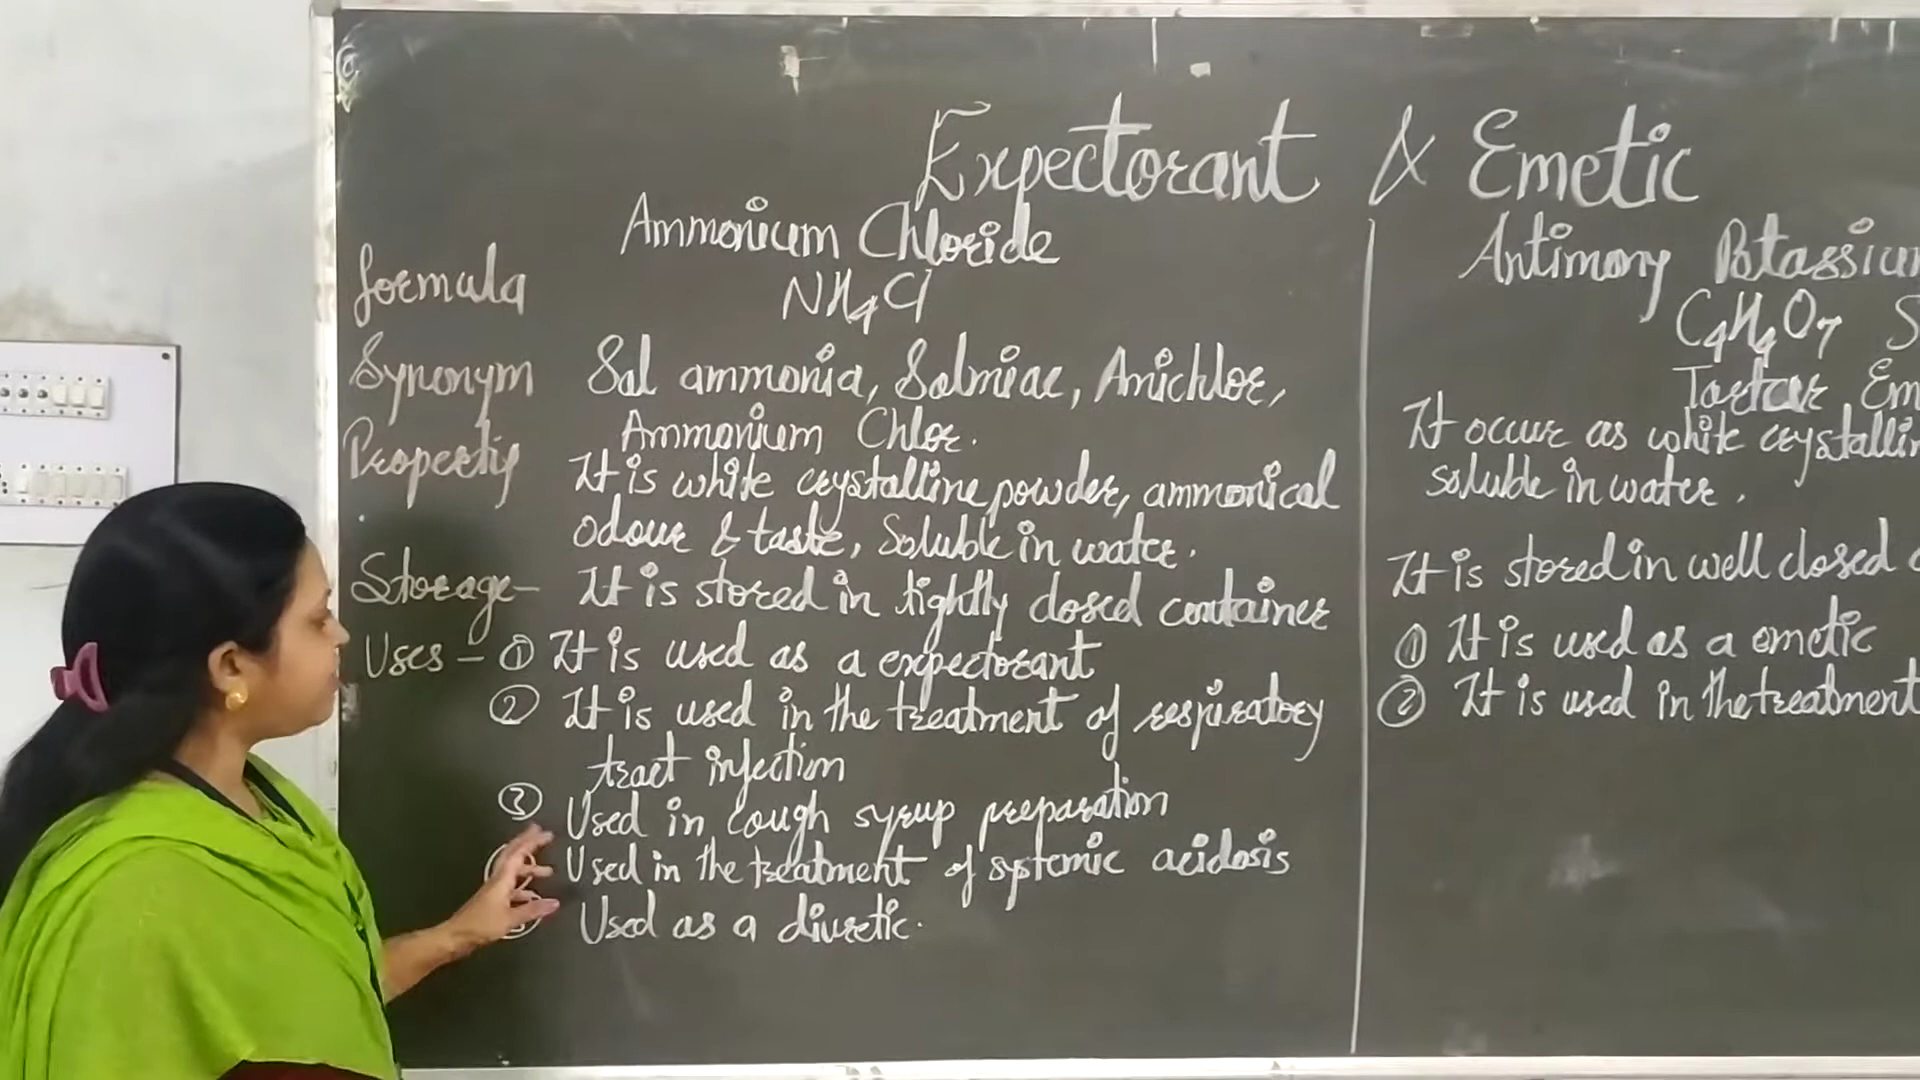 Expectorant & Emetic
Ammonium Chloride
formula NH4Cl
Synonym Sal ammonia, Salmiac, Amichlor,
Ammonium Chlor.
Property It is white crystalline powder, ammonical
odour & taste, Soluble in water.
Storage- It is stored in tightly closed container
Uses - ① It is used as a expectorant
② It is used in the treatment of respiratory
tract infection
③ Used in cough syrup preparation
Used in the treatment of systemic acidosis
Used as a diuretic.
Antimony Potassium
C4H4O7 S
Tartar Em
It occur as white crystallin
soluble in water.
It is stored in well closed c
① It is used as a emetic
② It is used in the treatment